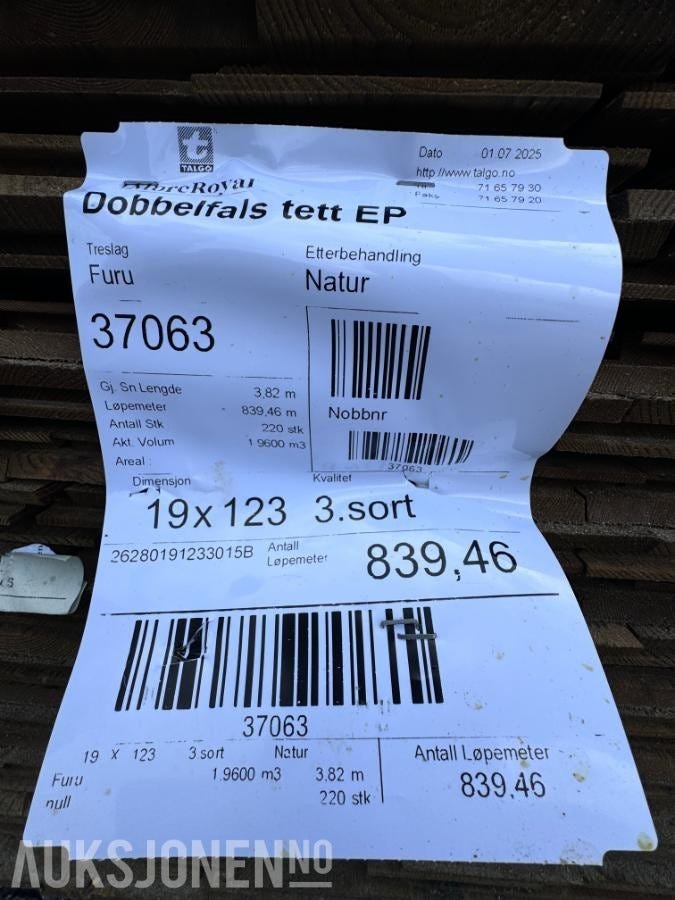 TALGØ
Dato 01.07.2025
http://www.talgo.no
71 65 79 30
Faks 71 65 79 20
MøreRoyal
Dobbelfals tett EP
Treslag
Furu
Etterbehandling
Natur
37063
Gj. Sn Lengde 3,82 m
Løpemeter 839,46 m
Antall Stk 220 stk
Akt. Volum 1.9600 m3
Areal :
Nobbnr
37063
Dimensjon
19 x 123
Kvalitet
3.sort
26280191233015B
Antall Løpemeter
839,46
37063
19 x 123 3 sort Natur
Furu 1.9600 m3 3,82 m
null 220 stk
Antall Løpemeter
839,46
AUKSJONEN NO